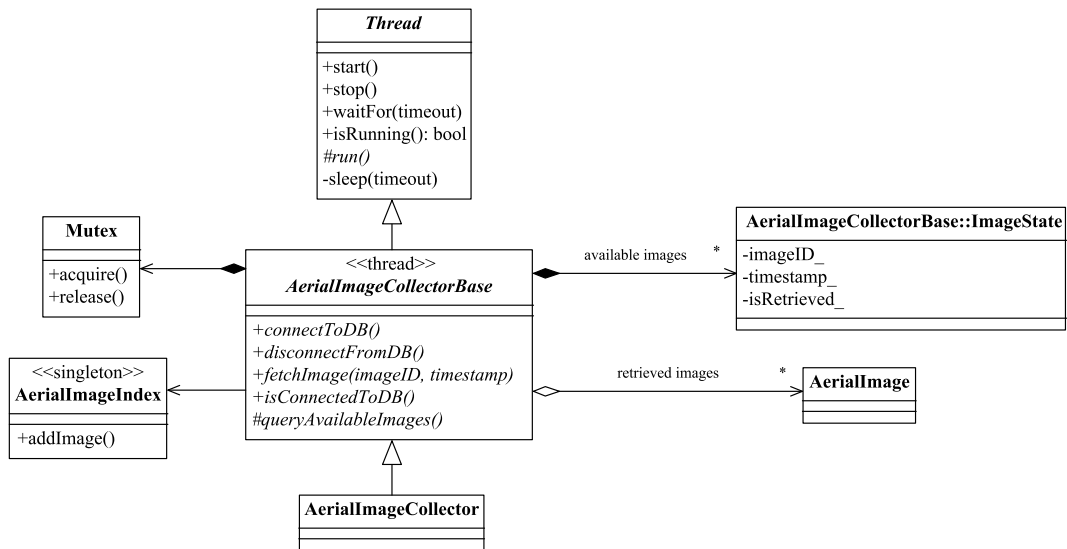 Thread
+start()
+stop()
+waitFor(timeout)
+isRunning(): bool
#run()
-sleep(timeout)
Mutex
+acquire()
+release()
<<thread>>
AerialImageCollectorBase
+connectToDB()
+disconnectFromDB()
+fetchImage(imageID, timestamp)
+isConnectedToDB()
#queryAvailableImages()
available images
*
AerialImageCollectorBase::ImageState
-imageID_
-timestamp_
-isRetrieved_
<<singleton>>
AerialImageIndex
+addImage()
retrieved images
*
AerialImage
AerialImageCollector